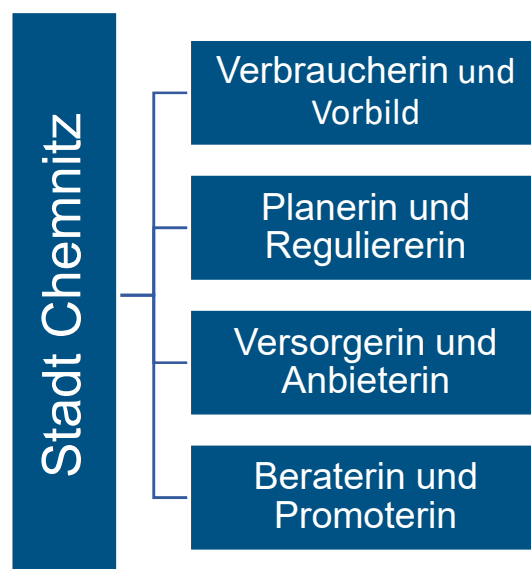 Stadt Chemnitz
Verbraucherin und
Vorbild
Planerin und
Reguliererin
Versorgerin und
Anbieterin
Beraterin und
Promoterin